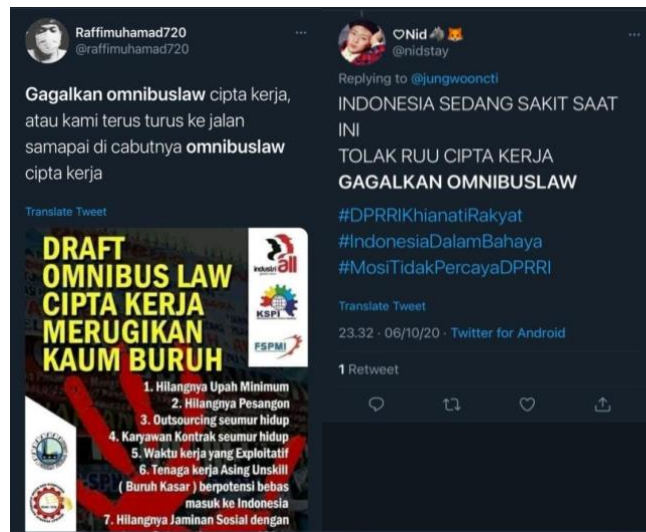 Raffimuhamad720
@raffimuhamad720
Gagalkan omnibuslaw cipta kerja,
atau kami terus turus ke jalan
samapai di cabutnya omnibuslaw
cipta kerja
Translate Tweet
DRAFT
OMNIBUS LAW
CIPTA KERJA
MERUGIKAN
KAUM BURUH
industriall
KSPI
FSPMI
1. Hilangnya Upah Minimum
2. Hilangnya Pesangon
3. Outsourcing seumur hidup
4. Karyawan Kontrak seumur hidup
5. Waktu kerja yang Exploitatif
6. Tenaga kerja Asing Unskill
( Buruh Kasar ) berpotensi bebas
masuk ke Indonesia
7. Hilangnya Jaminan Sosial dengan
♡Nid🐴🦊
@nidstay
Replying to @jungwooncti
INDONESIA SEDANG SAKIT SAAT
INI
TOLAK RUU CIPTA KERJA
GAGALKAN OMNIBUSLAW
#DPRRIKhianatiRakyat
#IndonesiaDalamBahaya
#MosiTidakPercayaDPRRI
Translate Tweet
23.32 · 06/10/20 · Twitter for Android
1 Retweet